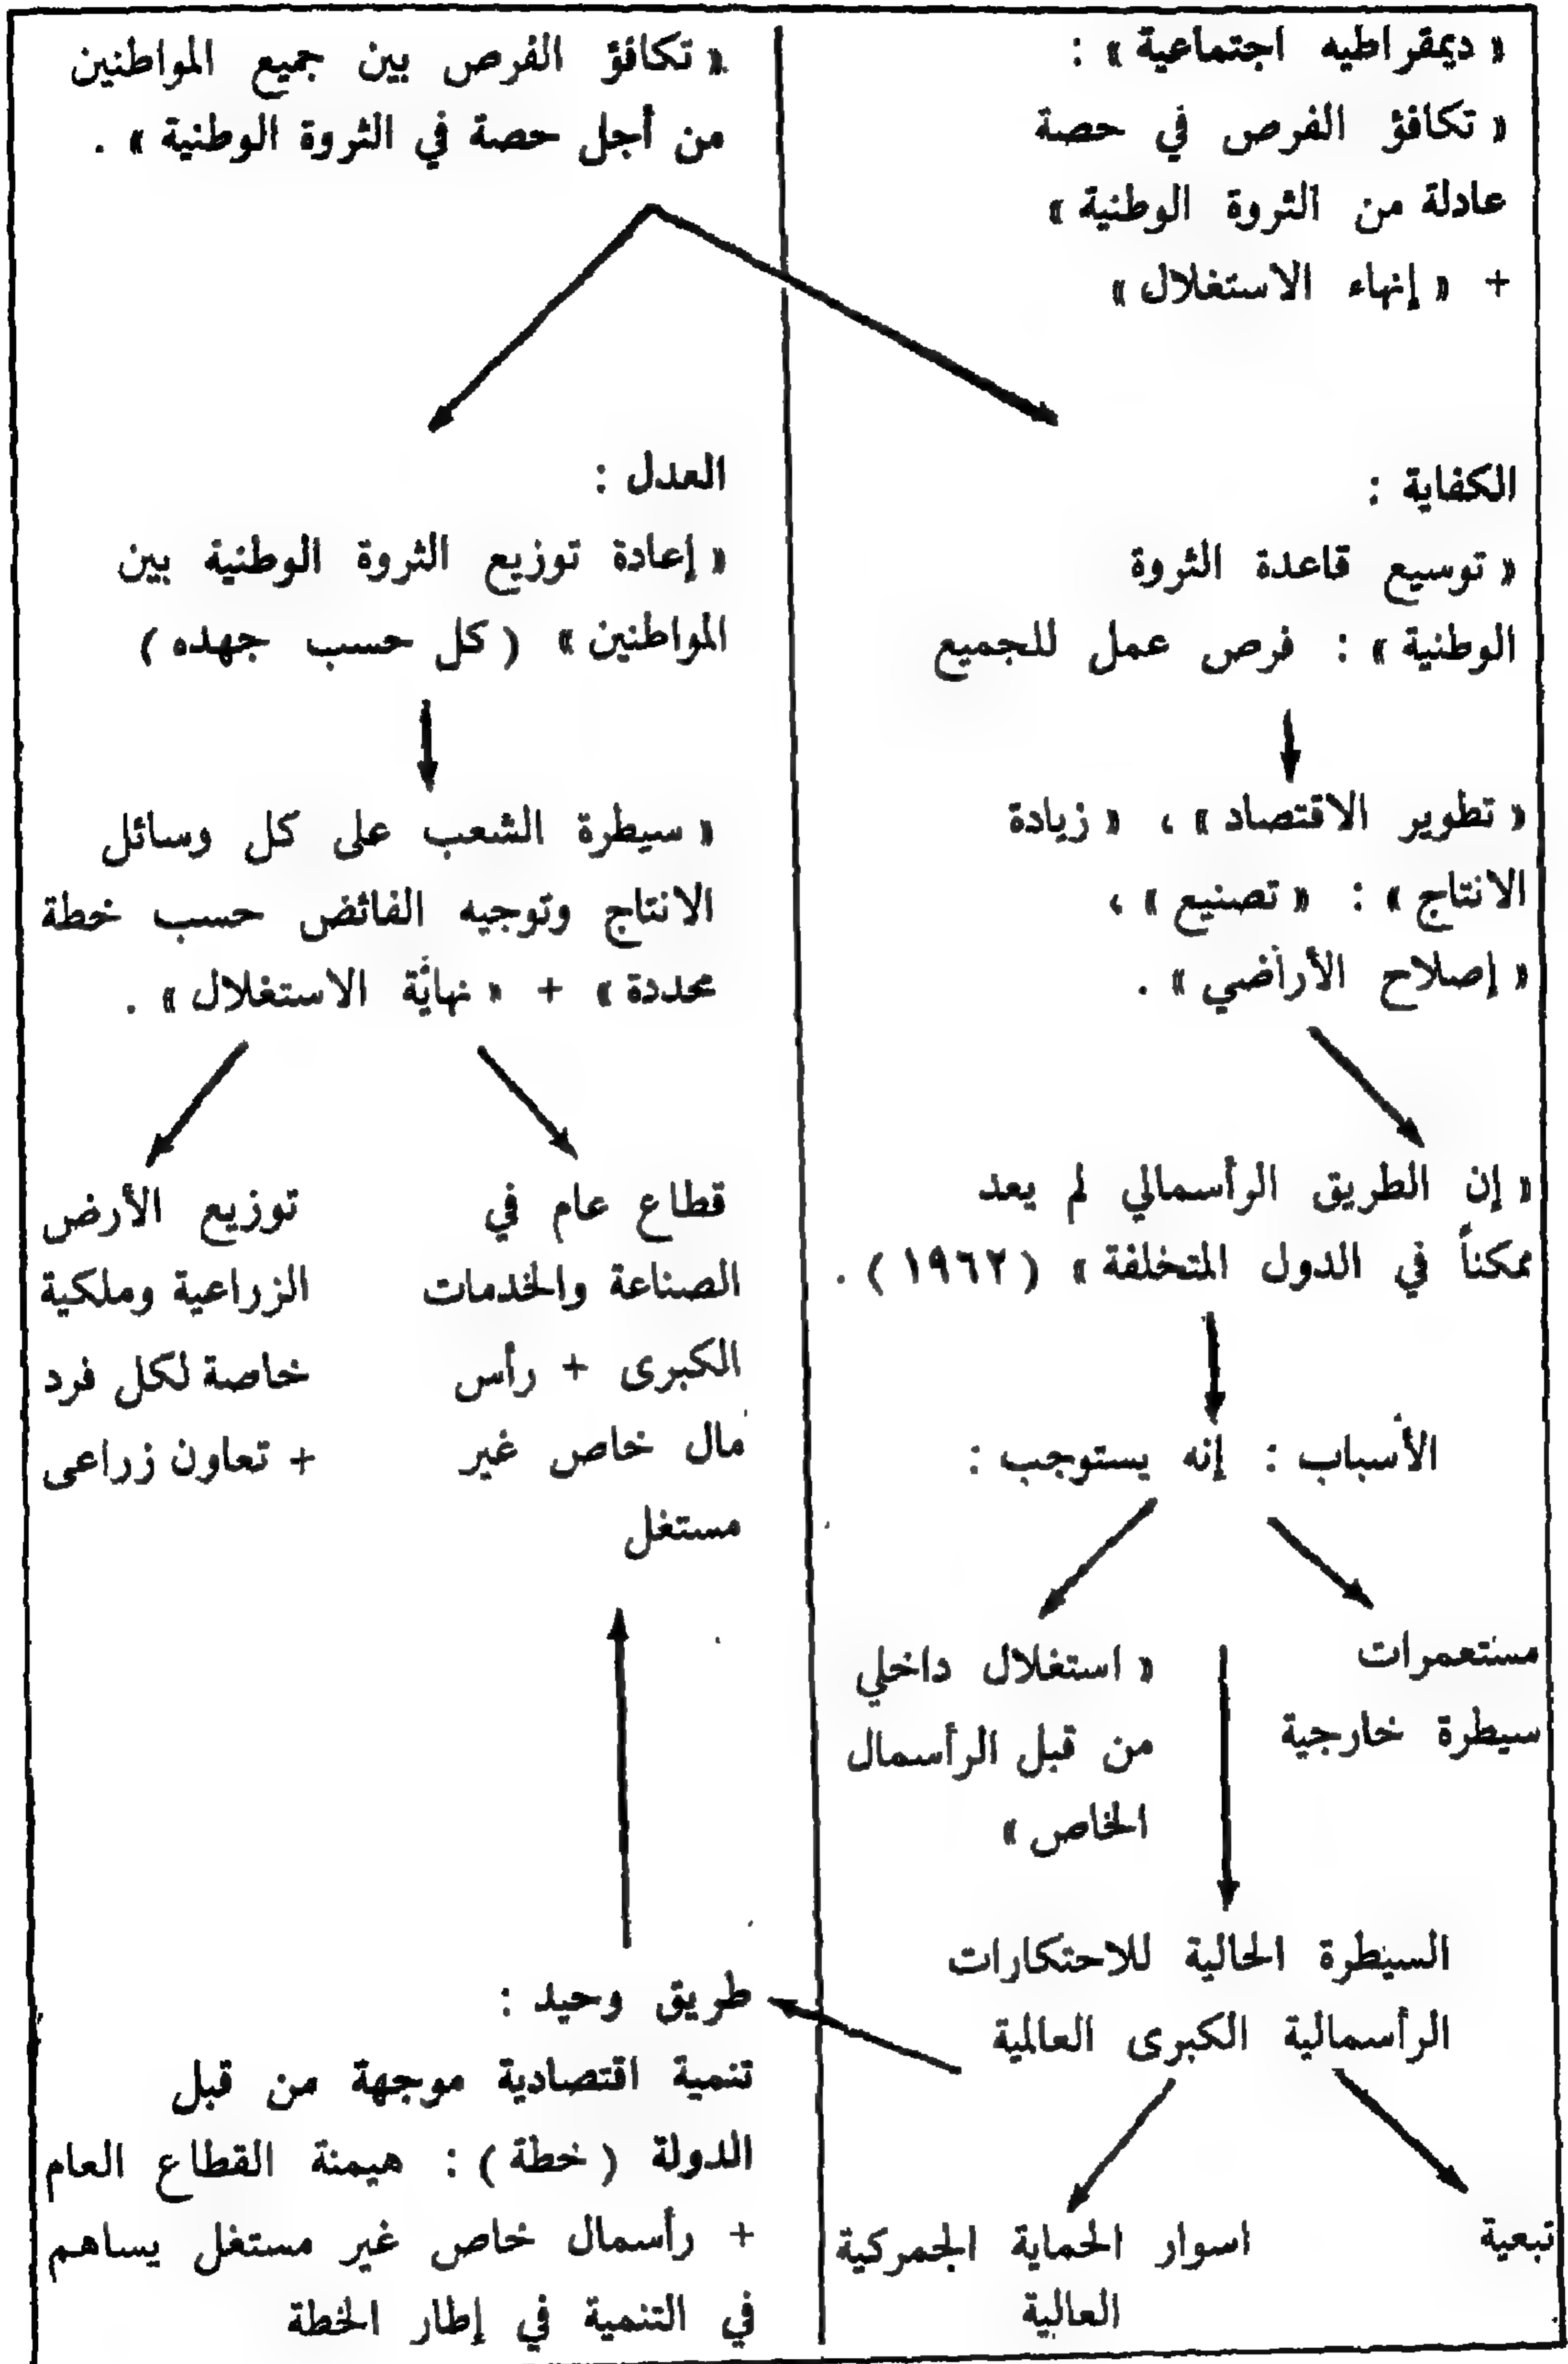 « ديمقراطيه اجتماعية » :
« تكافؤ الفرص في حصة
عادلة من الثروة الوطنية »
+ « إنهاء الاستغلال »
« تكافؤ الفرص بين جميع المواطنين
من أجل حصة في الثروة الوطنية » .
الكفاية :
« توسيع قاعدة الثروة
الوطنية » : فرص عمل للجميع
« تطوير الاقتصاد » ، « زيادة
الانتاج » : « تصنيع » ،
« إصلاح الأراضي » .
« إن الطريق الرأسمالي لم يعد
ممكناً في الدول المتخلفة » ( ١٩٦٢ ) .
الأسباب : إنه يستوجب :
مستعمرات
سيطرة خارجية
« استغلال داخلي
من قبل الرأسمال
الخاص »
السيطرة الحالية للاحتكارات
الرأسمالية الكبرى العالمية
تبعية
اسوار الحماية الجمركية
العالية
العدل :
« إعادة توزيع الثروة الوطنية بين
المواطنين » ( كل حسب جهده )
« سيطرة الشعب على كل وسائل
الانتاج وتوجيه الفائض حسب خطة
محددة » + « نهاية الاستغلال » .
قطاع عام في
الصناعة والخدمات
الكبرى + رأس
مال خاص غير
مستغل
توزيع الأرض
الزراعية وملكية
خاصة لكل فرد
+ تعاون زراعى
طريق وحيد :
تنمية اقتصادية موجهة من قبل
الدولة ( خطة ) : هيمنة القطاع العام
+ رأسمال خاص غير مستغل يساهم
في التنمية في إطار الخطة